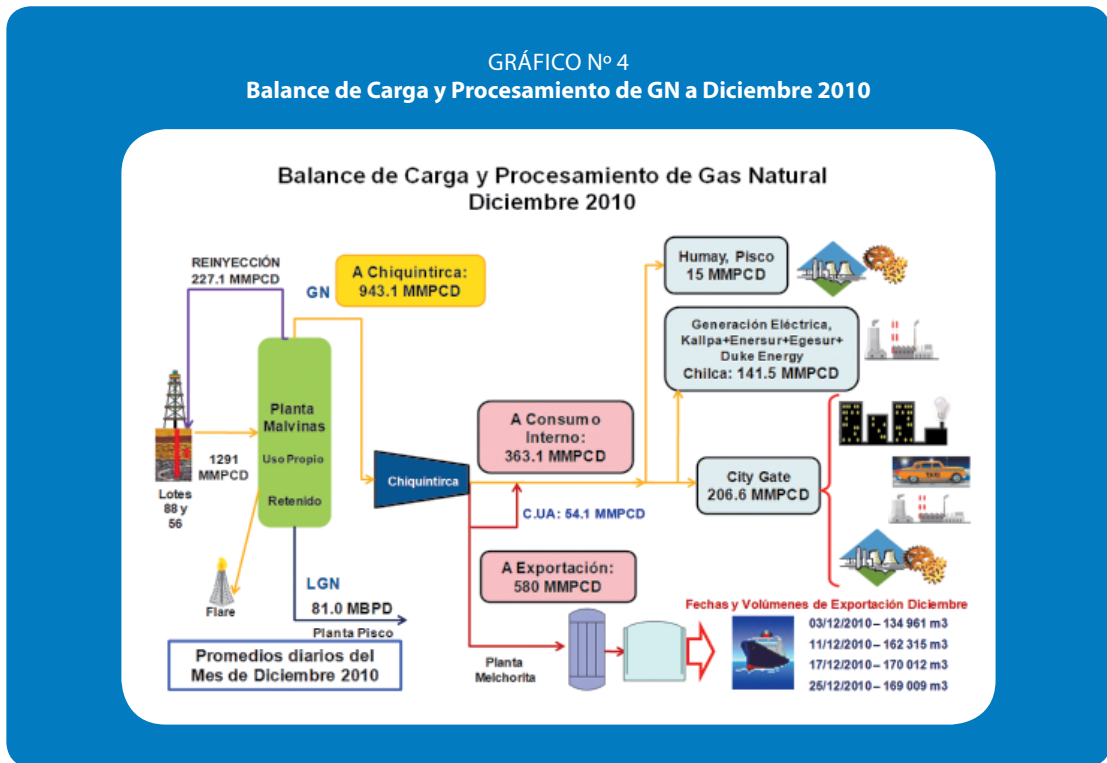 GRÁFICO Nº 4
Balance de Carga y Procesamiento de GN a Diciembre 2010
Balance de Carga y Procesamiento de Gas Natural
Diciembre 2010
REINYECCIÓN
227.1 MMPCD
GN
A Chiquintirca:
943.1 MMPCD
Humay, Pisco
15 MMPCD
Generación Eléctrica,
Kallpa+Enersur+Egesur+
Duke Energy
Chilca: 141.5 MMPCD
Planta
Malvinas
Uso Propio
Retenido
1291
MMPCD
Lotes
88 y
56
Chiquintirca
A Consumo
Interno:
363.1 MMPCD
C.UA: 54.1 MMPCD
City Gate
206.6 MMPCD
TAXI
A Exportación:
580 MMPCD
Flare
LGN
81.0 MBPD
Planta Pisco
Promedios diarios del
Mes de Diciembre 2010
Planta
Melchorita
Fechas y Volúmenes de Exportación Diciembre
03/12/2010– 134 961 m3
11/12/2010– 162 315 m3
17/12/2010– 170 012 m3
25/12/2010– 169 009 m3